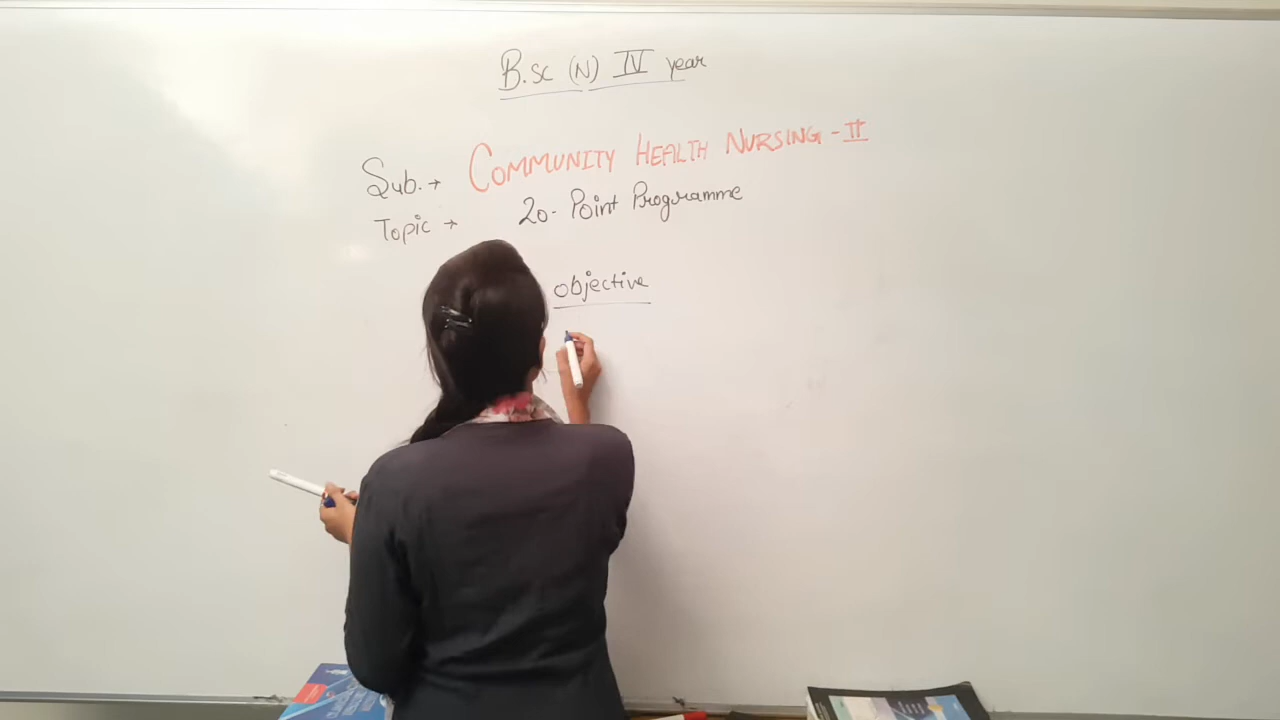 B.sc (N) IV year
Sub. → COMMUNITY HEALTH NURSING - II
Topic → 20- Point Programme
objective